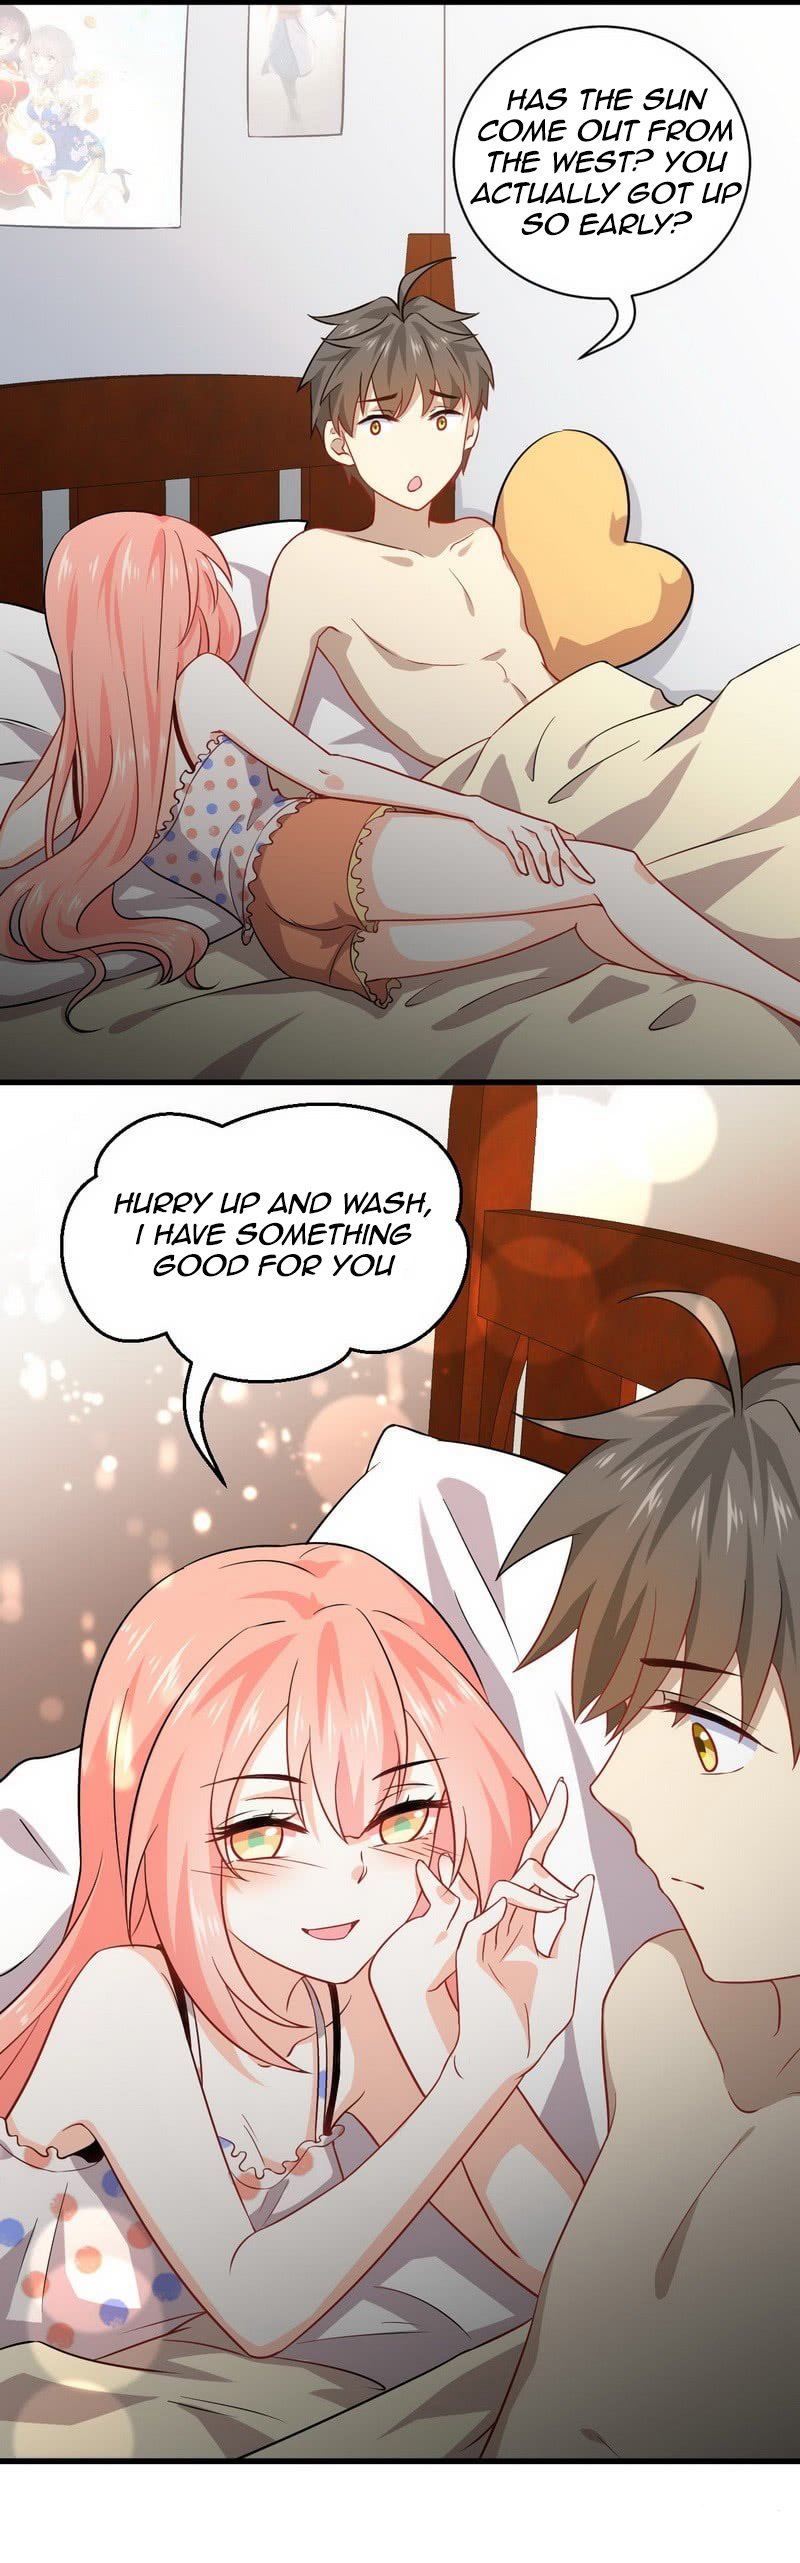 HAS THE SUN
COME OUT FROM
THE WEST? YOU
ACTUALLY GOT UP
SO EARLY?
HURRY UP AND WASH,
I HAVE SOMETHING
GOOD FOR YOU